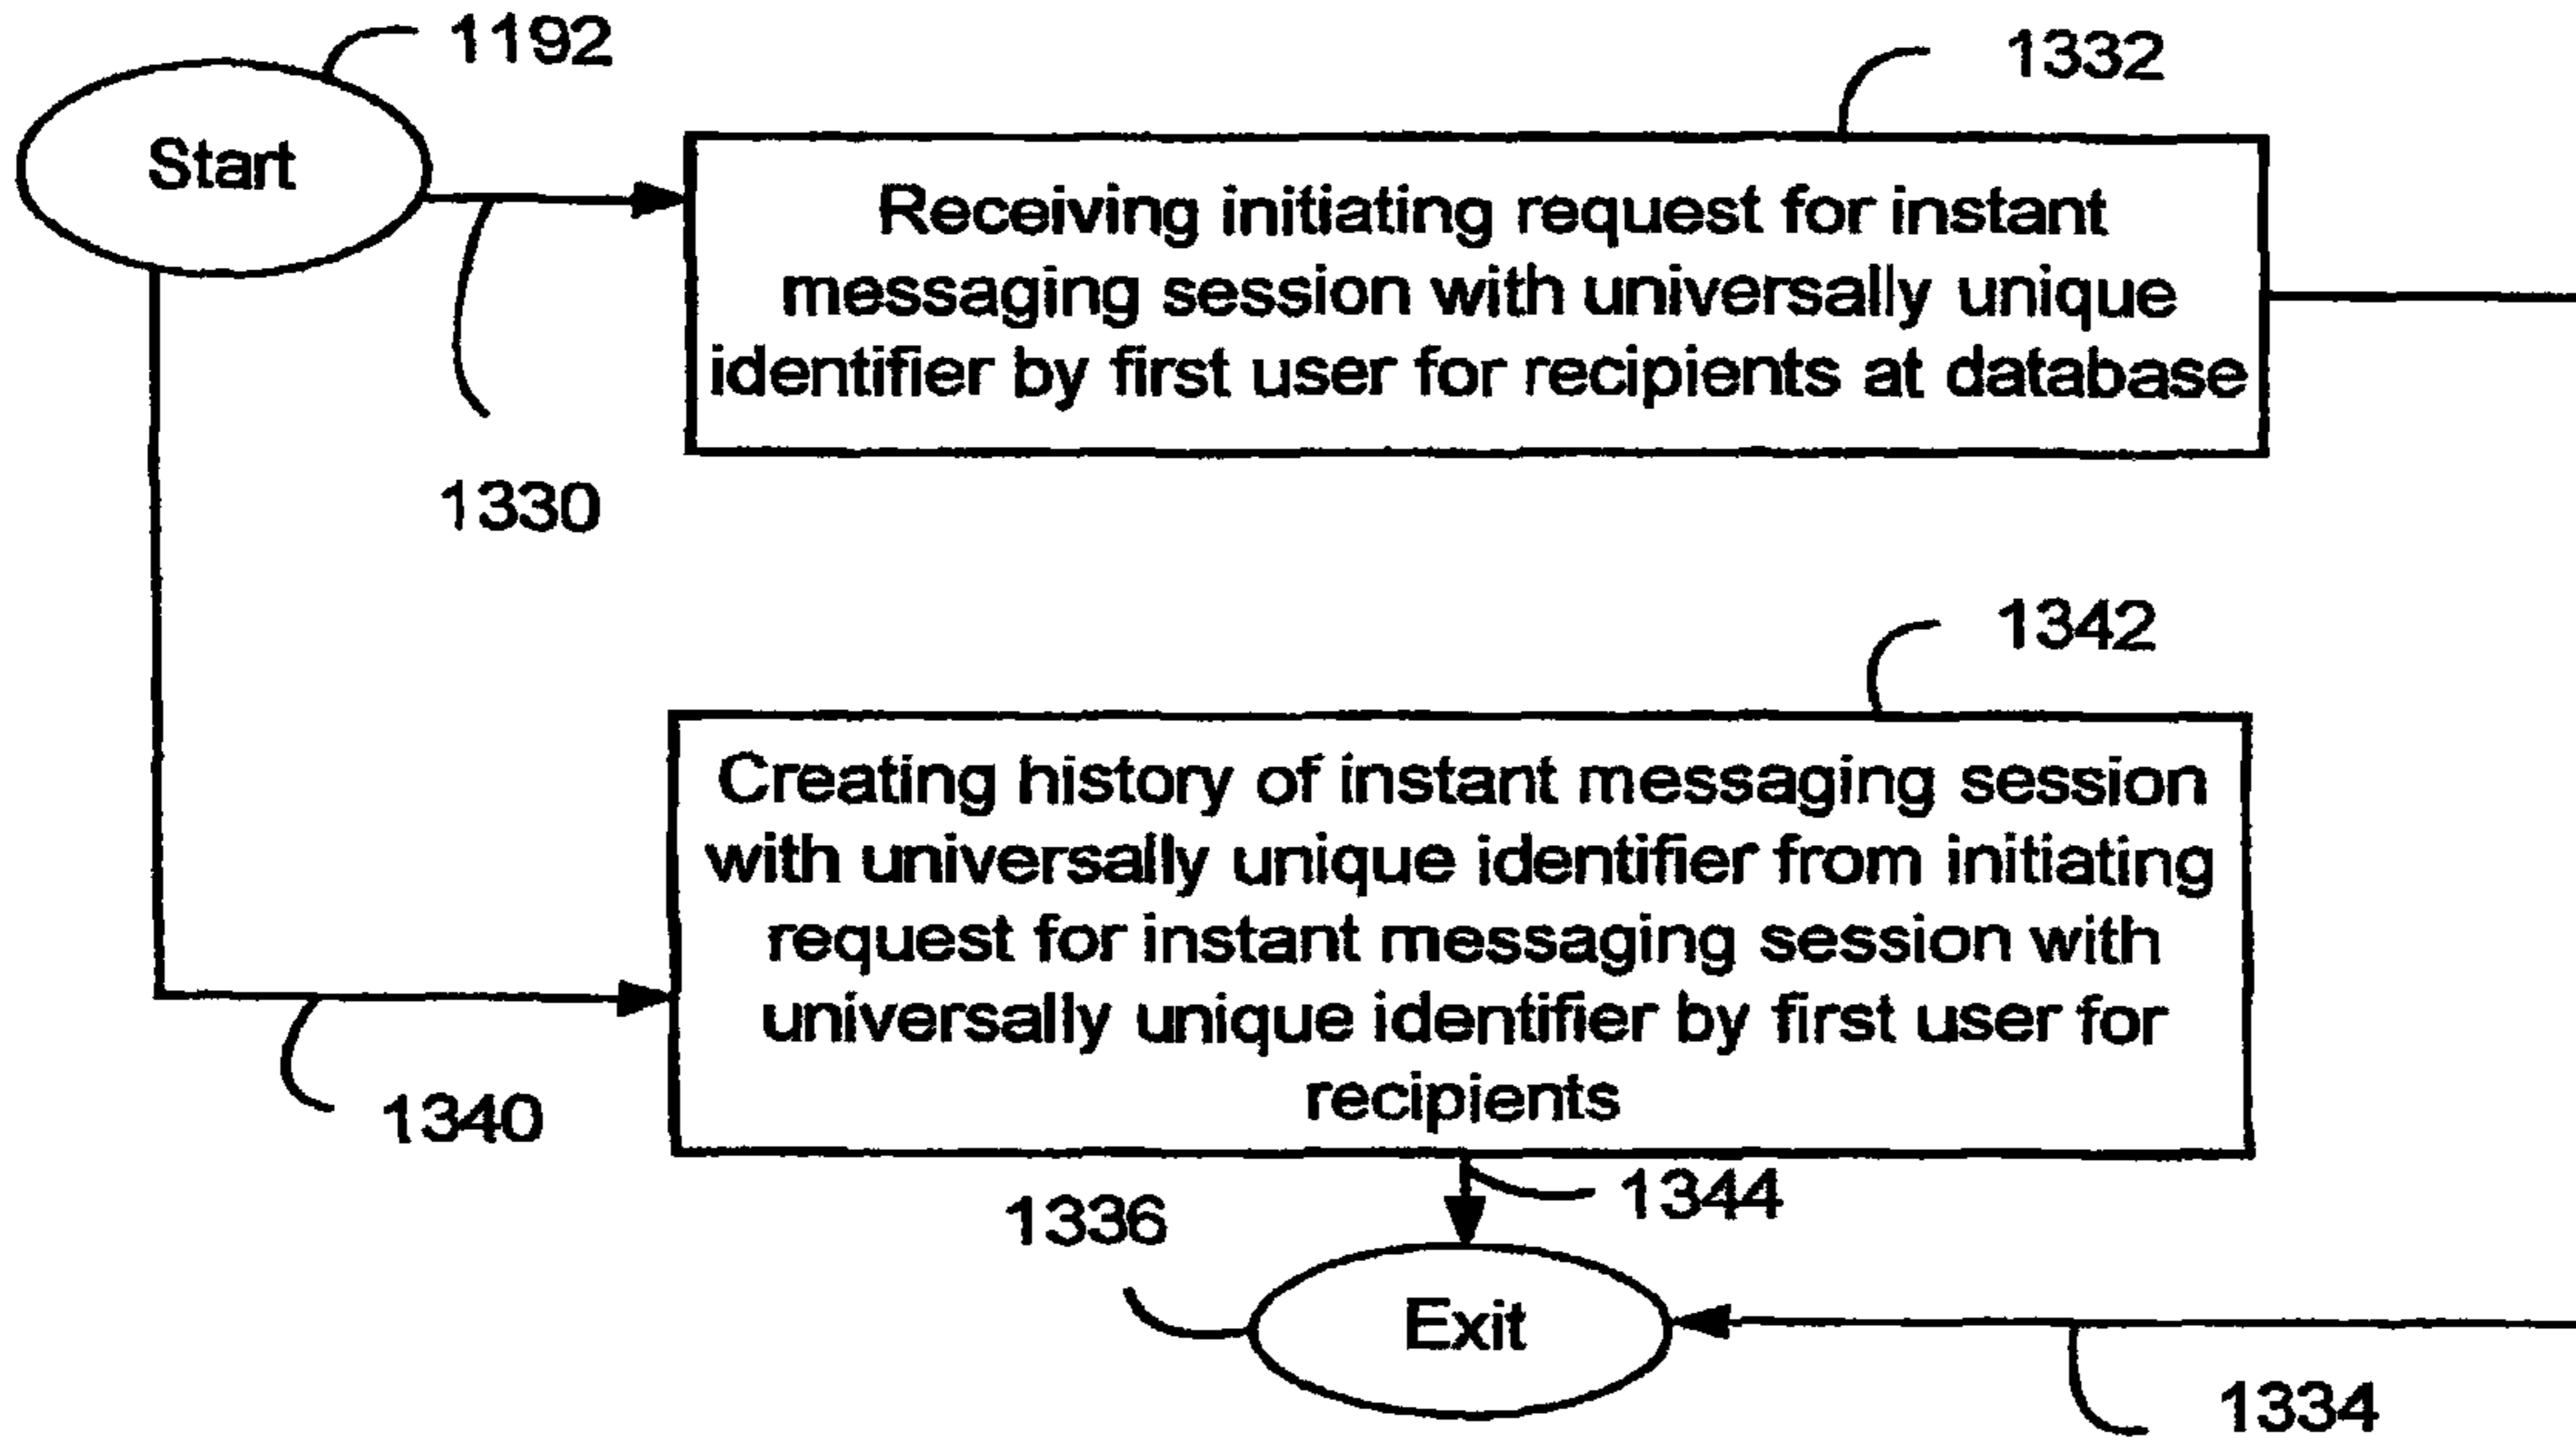 1192
Start
1332
Receiving initiating request for instant
messaging session with universally unique
identifier by first user for recipients at database
1330
1342
Creating history of instant messaging session
with universally unique identifier from initiating
request for instant messaging session with
universally unique identifier by first user for
recipients
1340
1344
1336
Exit
1334